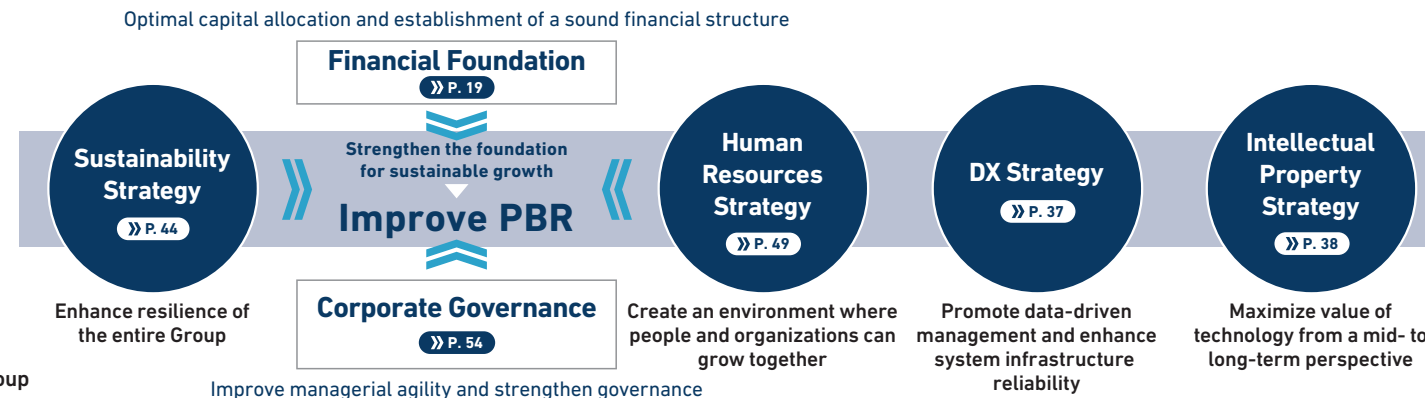 Optimal capital allocation and establishment of a sound financial structure
Financial Foundation
P. 19
Sustainability
Strategy
P. 44
Enhance resilience of
the entire Group
Strengthen the foundation
for sustainable growth
Improve PBR
Corporate Governance
P. 54
Improve managerial agility and strengthen governance
Human
Resources
Strategy
P. 49
Create an environment where
people and organizations can
grow together
DX Strategy
P. 37
Promote data-driven
management and enhance
system infrastructure
reliability
Intellectual
Property
Strategy
P. 38
Maximize value of
technology from a mid- to
long-term perspective